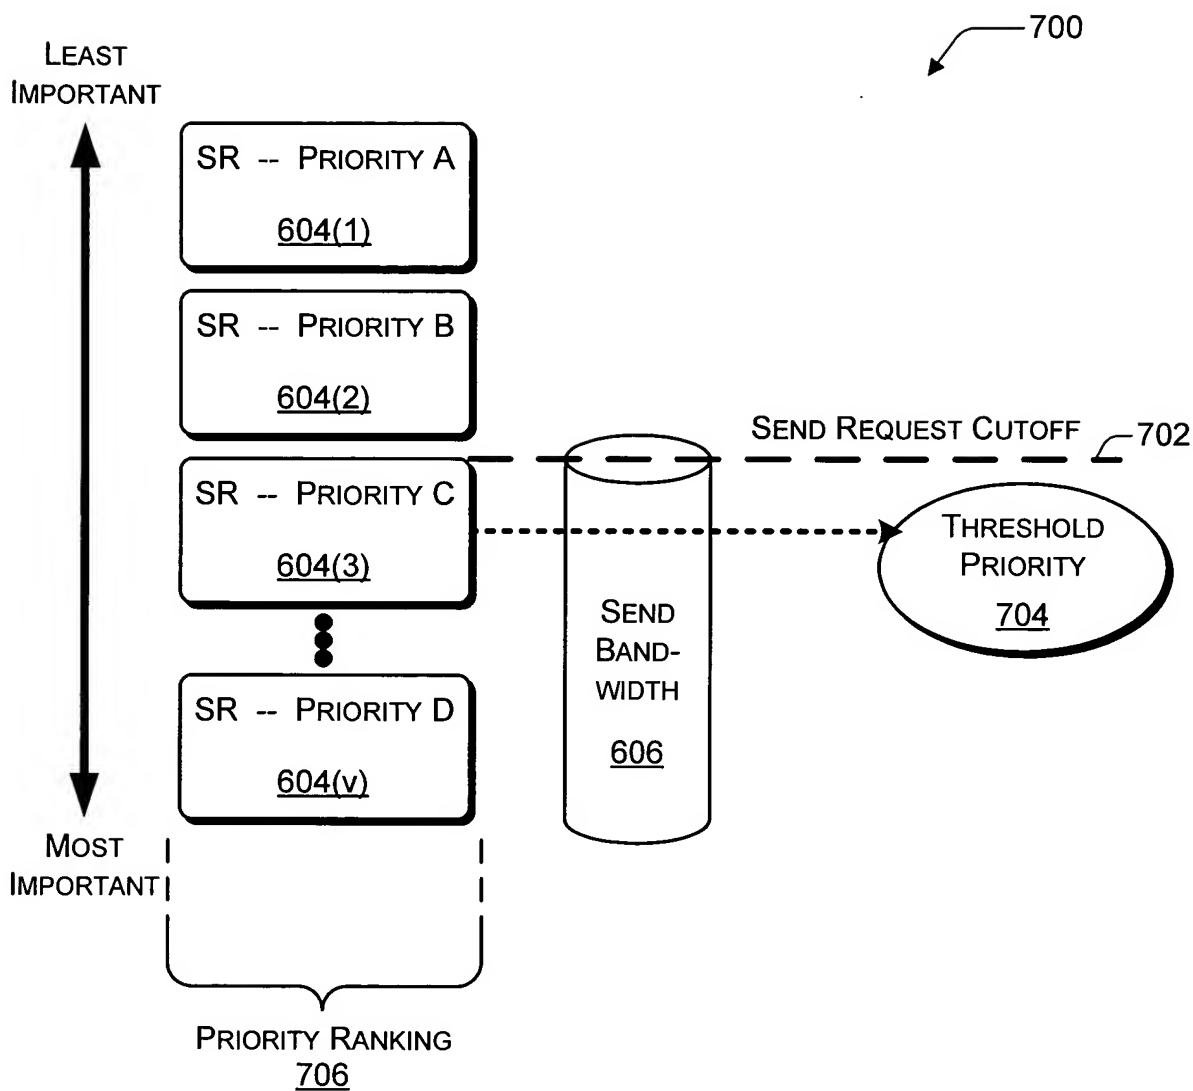 700
LEAST
IMPORTANT
SR -- PRIORITY A
604(1)
SR -- PRIORITY B
604(2)
SEND REQUEST CUTOFF
702
SR -- PRIORITY C
604(3)
THRESHOLD
PRIORITY
704
SEND
BAND-
WIDTH
606
SR -- PRIORITY D
604(v)
MOST
IMPORTANT
PRIORITY RANKING
706